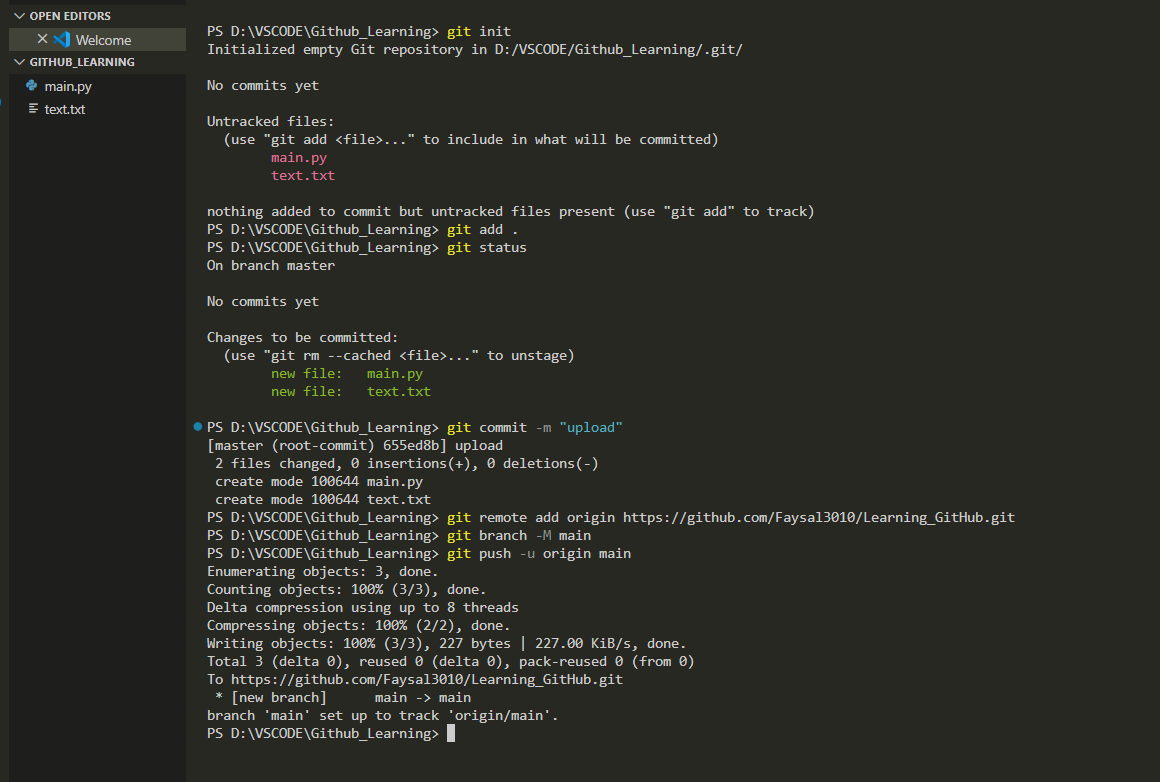 OPEN EDITORS
Welcome
GITHUB_LEARNING
main.py
text.txt
PS D:\VSCODE\Github_Learning> git init
Initialized empty Git repository in D:/VSCODE/Github_Learning/.git/
No commits yet
Untracked files:
  (use "git add <file>..." to include in what will be committed)
        main.py
        text.txt
nothing added to commit but untracked files present (use "git add" to track)
PS D:\VSCODE\Github_Learning> git add .
PS D:\VSCODE\Github_Learning> git status
On branch master
No commits yet
Changes to be committed:
  (use "git rm --cached <file>..." to unstage)
        new file:   main.py
        new file:   text.txt
PS D:\VSCODE\Github_Learning> git commit -m "upload"
[master (root-commit) 655ed8b] upload
 2 files changed, 0 insertions(+), 0 deletions(-)
 create mode 100644 main.py
 create mode 100644 text.txt
PS D:\VSCODE\Github_Learning> git remote add origin https://github.com/Faysal3010/Learning_GitHub.git
PS D:\VSCODE\Github_Learning> git branch -M main
PS D:\VSCODE\Github_Learning> git push -u origin main
Enumerating objects: 3, done.
Counting objects: 100% (3/3), done.
Delta compression using up to 8 threads
Compressing objects: 100% (2/2), done.
Writing objects: 100% (3/3), 227 bytes | 227.00 KiB/s, done.
Total 3 (delta 0), reused 0 (delta 0), pack-reused 0 (from 0)
To https://github.com/Faysal3010/Learning_GitHub.git
 * [new branch]      main -> main
branch 'main' set up to track 'origin/main'.
PS D:\VSCODE\Github_Learning>